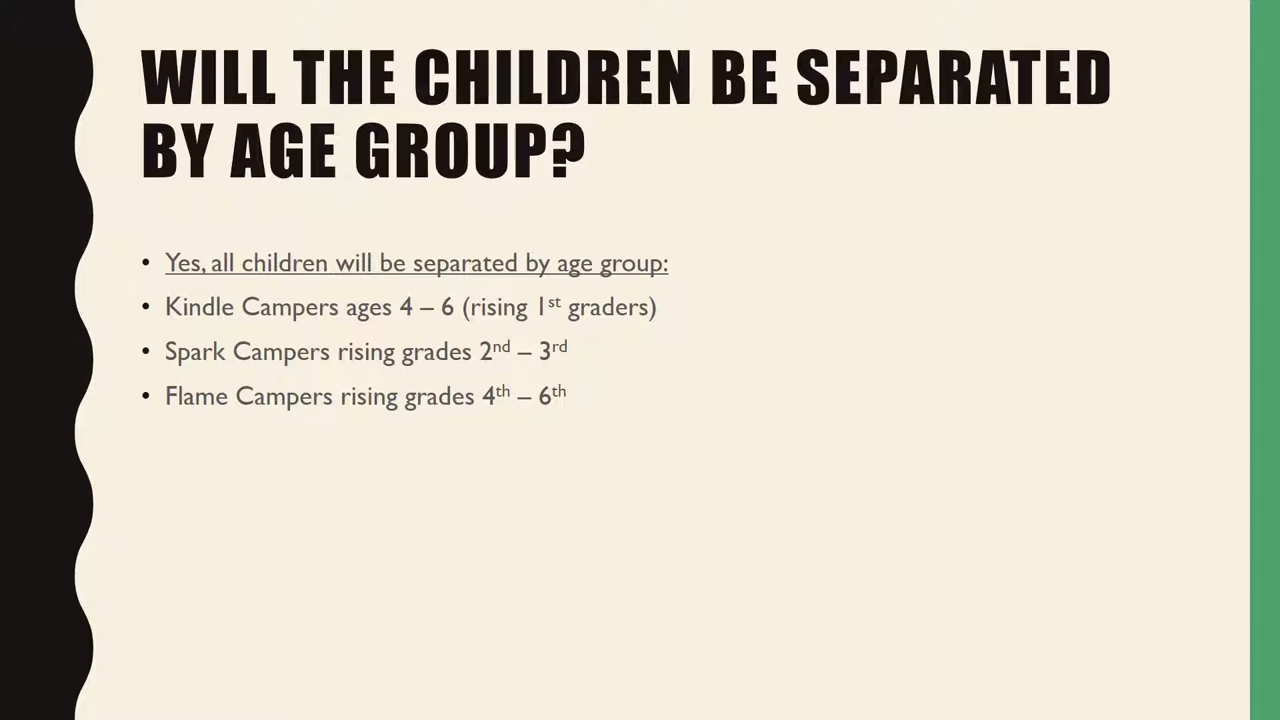 WILL THE CHILDREN BE SEPARATED
BY AGE GROUP?
• Yes, all children will be separated by age group:
• Kindle Campers ages 4 – 6 (rising 1st graders)
• Spark Campers rising grades 2nd – 3rd
• Flame Campers rising grades 4th – 6th